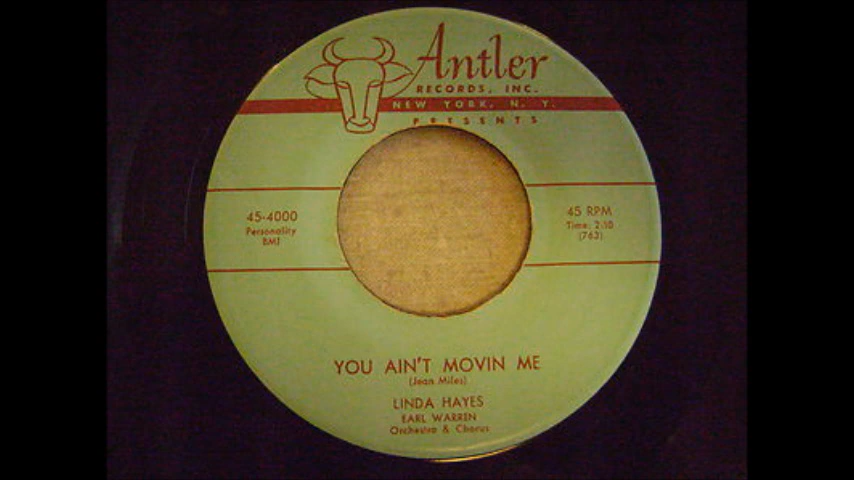 Antler
RECORDS, INC.
NEW YORK, N. Y.
PRESENTS
45-4000
Personality
BMI
45 RPM
Time: 2:10
(763)
YOU AIN'T MOVIN ME
(Jean Miles)
LINDA HAYES
EARL WARREN
Orchestra & Chorus